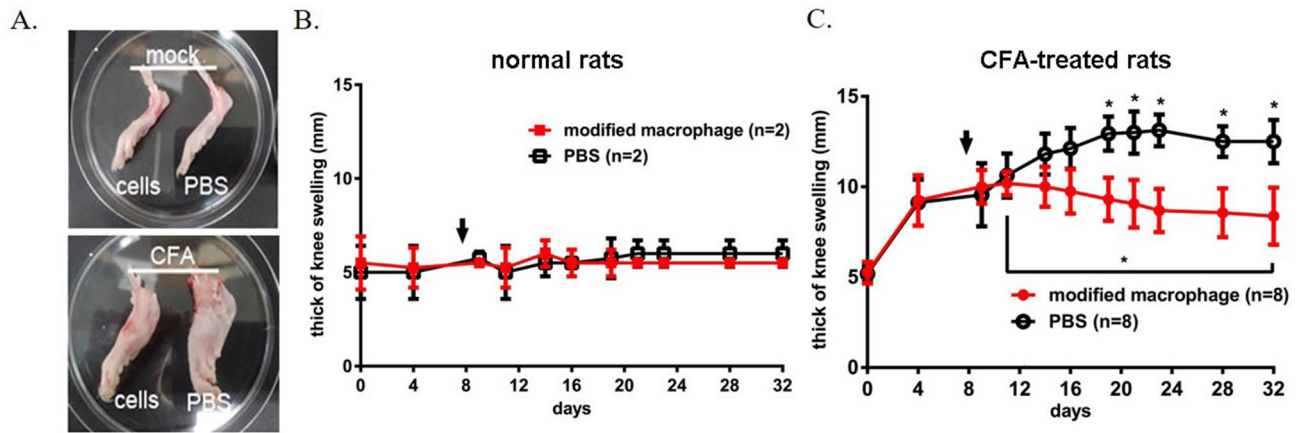 A.
mock
cells PBS
CFA
cells PBS
B.
normal rats
thick of knee swelling (mm)
15
10
5
0
modified macrophage (n=2)
PBS (n=2)
0 4 8 12 16 20 24 28 32
days
C.
CFA-treated rats
thick of knee swelling (mm)
15
10
5
0
* * * * *
*
modified macrophage (n=8)
PBS (n=8)
0 4 8 12 16 20 24 28 32
days